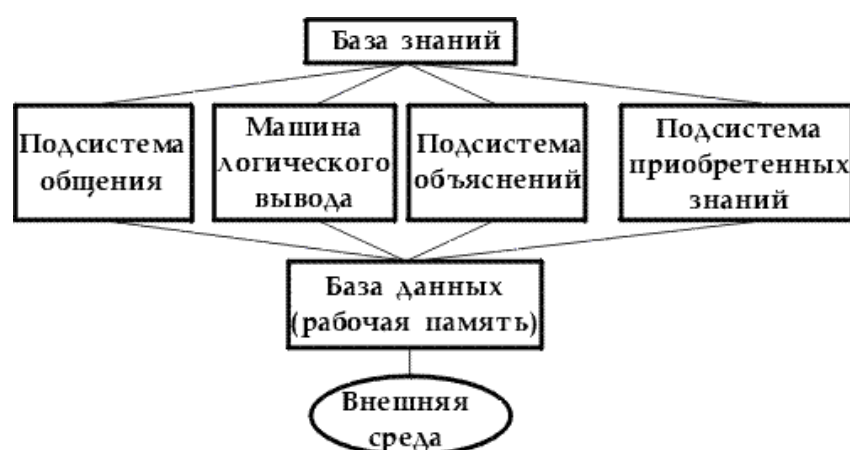 База знаний
Подсистема
общения
Машина
логического
вывода
Подсистема
объяснений
Подсистема
приобретенных
знаний
База данных
(рабочая память)
Внешняя
среда